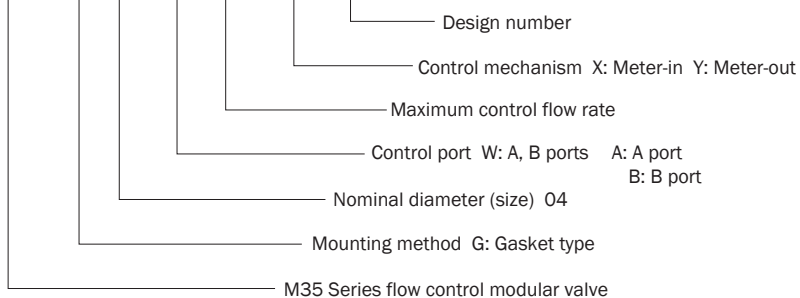 Design number
Control mechanism X: Meter-in Y: Meter-out
Maximum control flow rate
Control port W: A, B ports A: A port
B: B port
Nominal diameter (size) 04
Mounting method G: Gasket type
M35 Series flow control modular valve